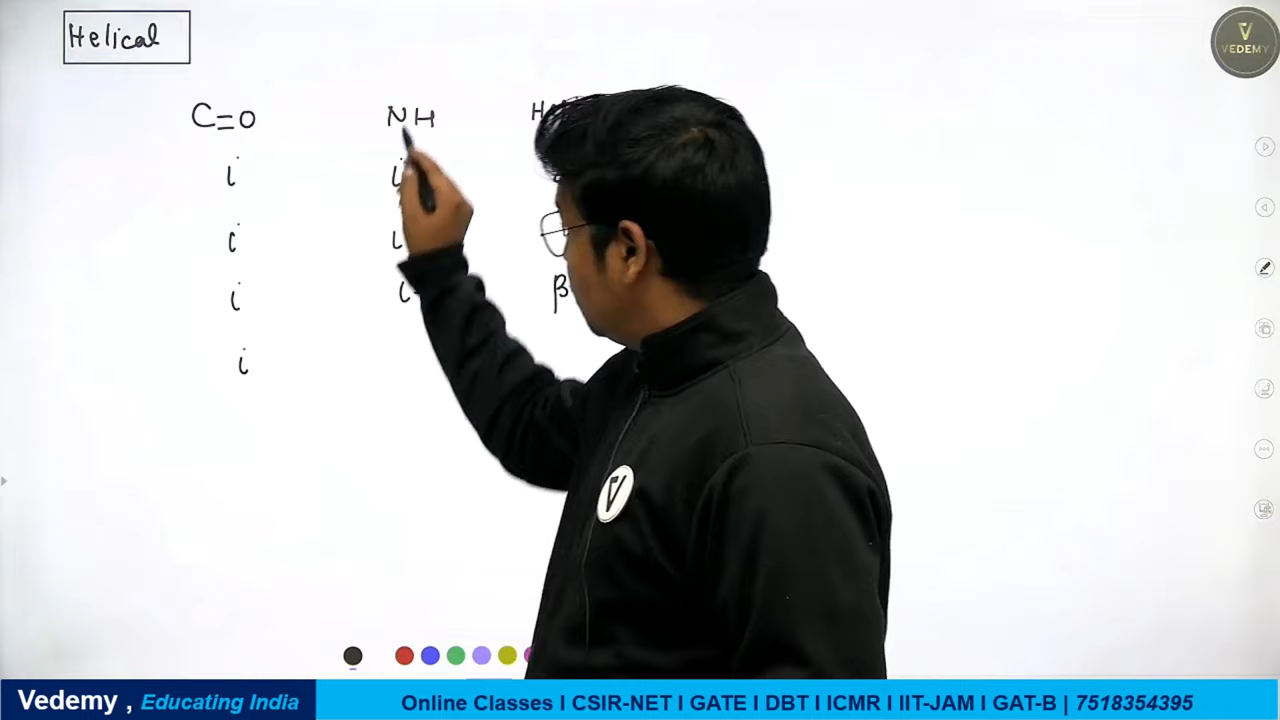 Helical
VEDEMY
C=O NH
i i
i i
i i β
i
Vedemy , Educating India Online Classes I CSIR-NET I GATE I DBT I ICMR I IIT-JAM I GAT-B | 7518354395